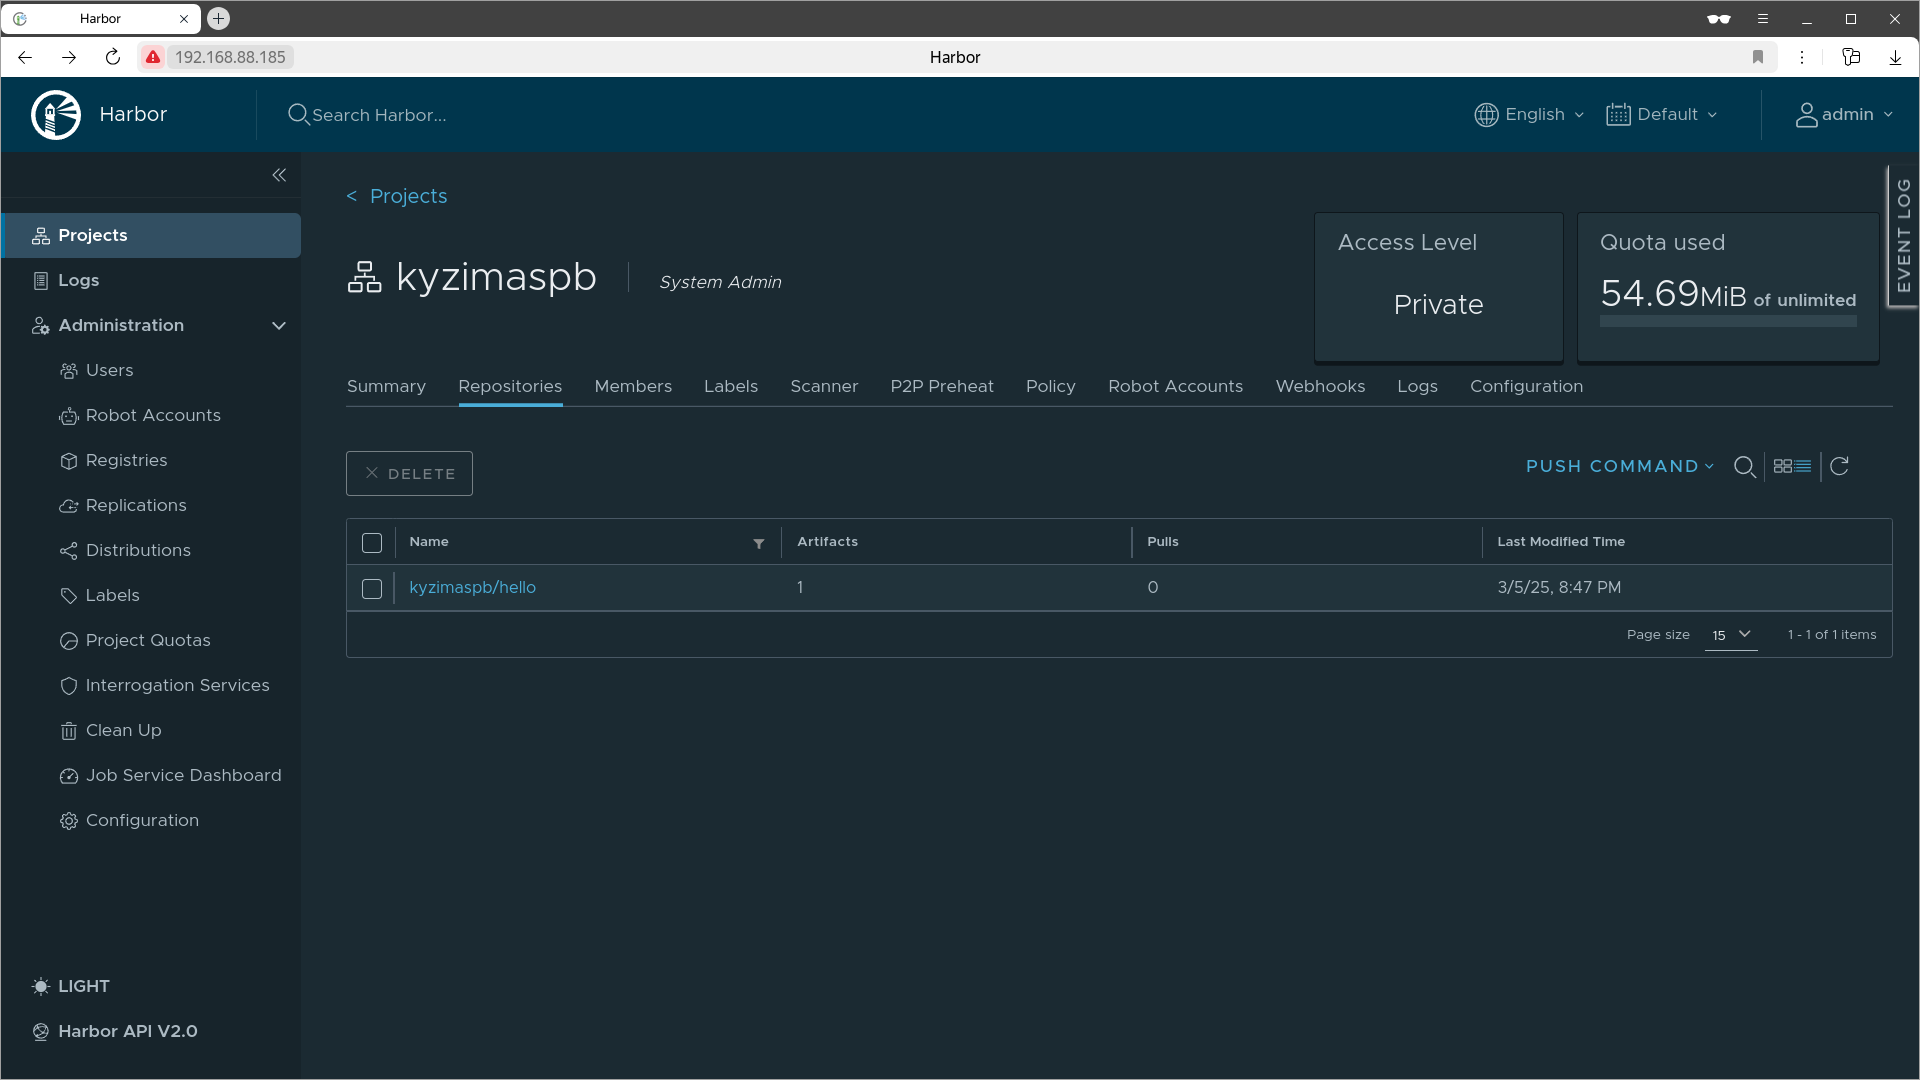 Harbor
192.168.88.185
Harbor
Harbor
Search Harbor...
English
Default
admin
Projects
Logs
Administration
Users
Robot Accounts
Registries
Replications
Distributions
Labels
Project Quotas
Interrogation Services
Clean Up
Job Service Dashboard
Configuration
LIGHT
Harbor API V2.0
< Projects
kyzimaspb
System Admin
Access Level
Private
Quota used
54.69MiB of unlimited
EVENT LOG
Summary Repositories Members Labels Scanner P2P Preheat Policy Robot Accounts Webhooks Logs Configuration
DELETE
PUSH COMMAND
Name Artifacts Pulls Last Modified Time
kyzimaspb/hello 1 0 3/5/25, 8:47 PM
Page size 15 1 - 1 of 1 items